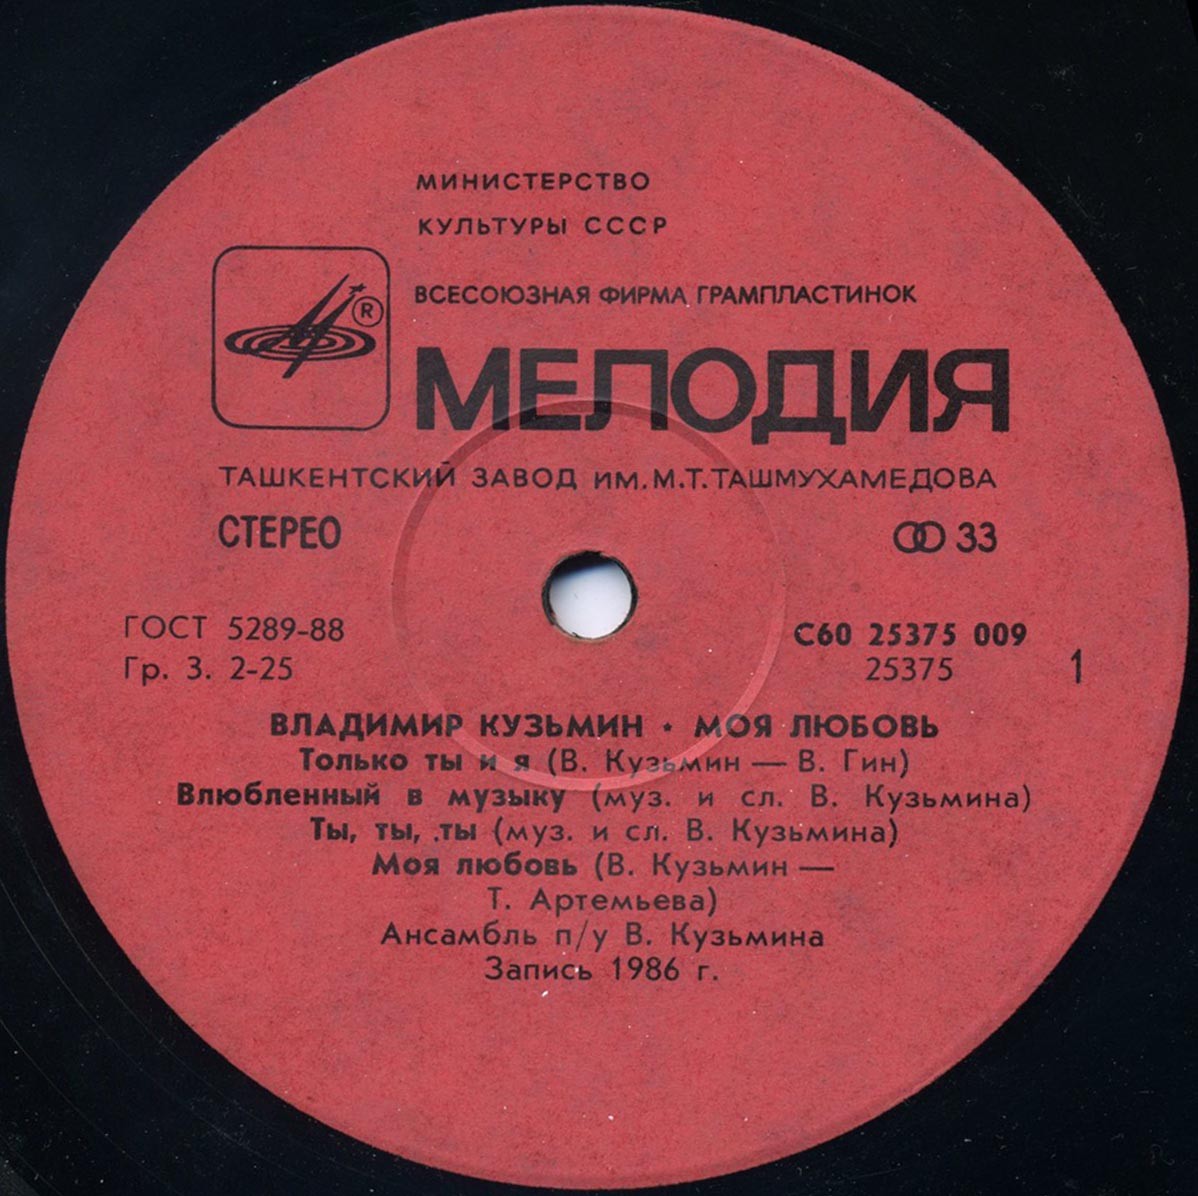 МИНИСТЕРСТВО
КУЛЬТУРЫ СССР
ВСЕСОЮЗНАЯ ФИРМА ГРАМПЛАСТИНОК
®
МЕЛОДИЯ
ТАШКЕНТСКИЙ ЗАВОД ИМ. М.Т. ТАШМУХАМЕДОВА
СТЕРЕО 33
ГОСТ 5289-88 С60 25375 009
Гр. 3. 2-25 25375 1
ВЛАДИМИР КУЗЬМИН • МОЯ ЛЮБОВЬ
Только ты и я (В. Кузьмин — В. Гин)
Влюбленный в музыку (муз. и сл. В. Кузьмина)
Ты, ты, .ты (муз. и сл. В. Кузьмина)
Моя любовь (В. Кузьмин —
Т. Артемьева)
Ансамбль п/у В. Кузьмина
Запись 1986 г.